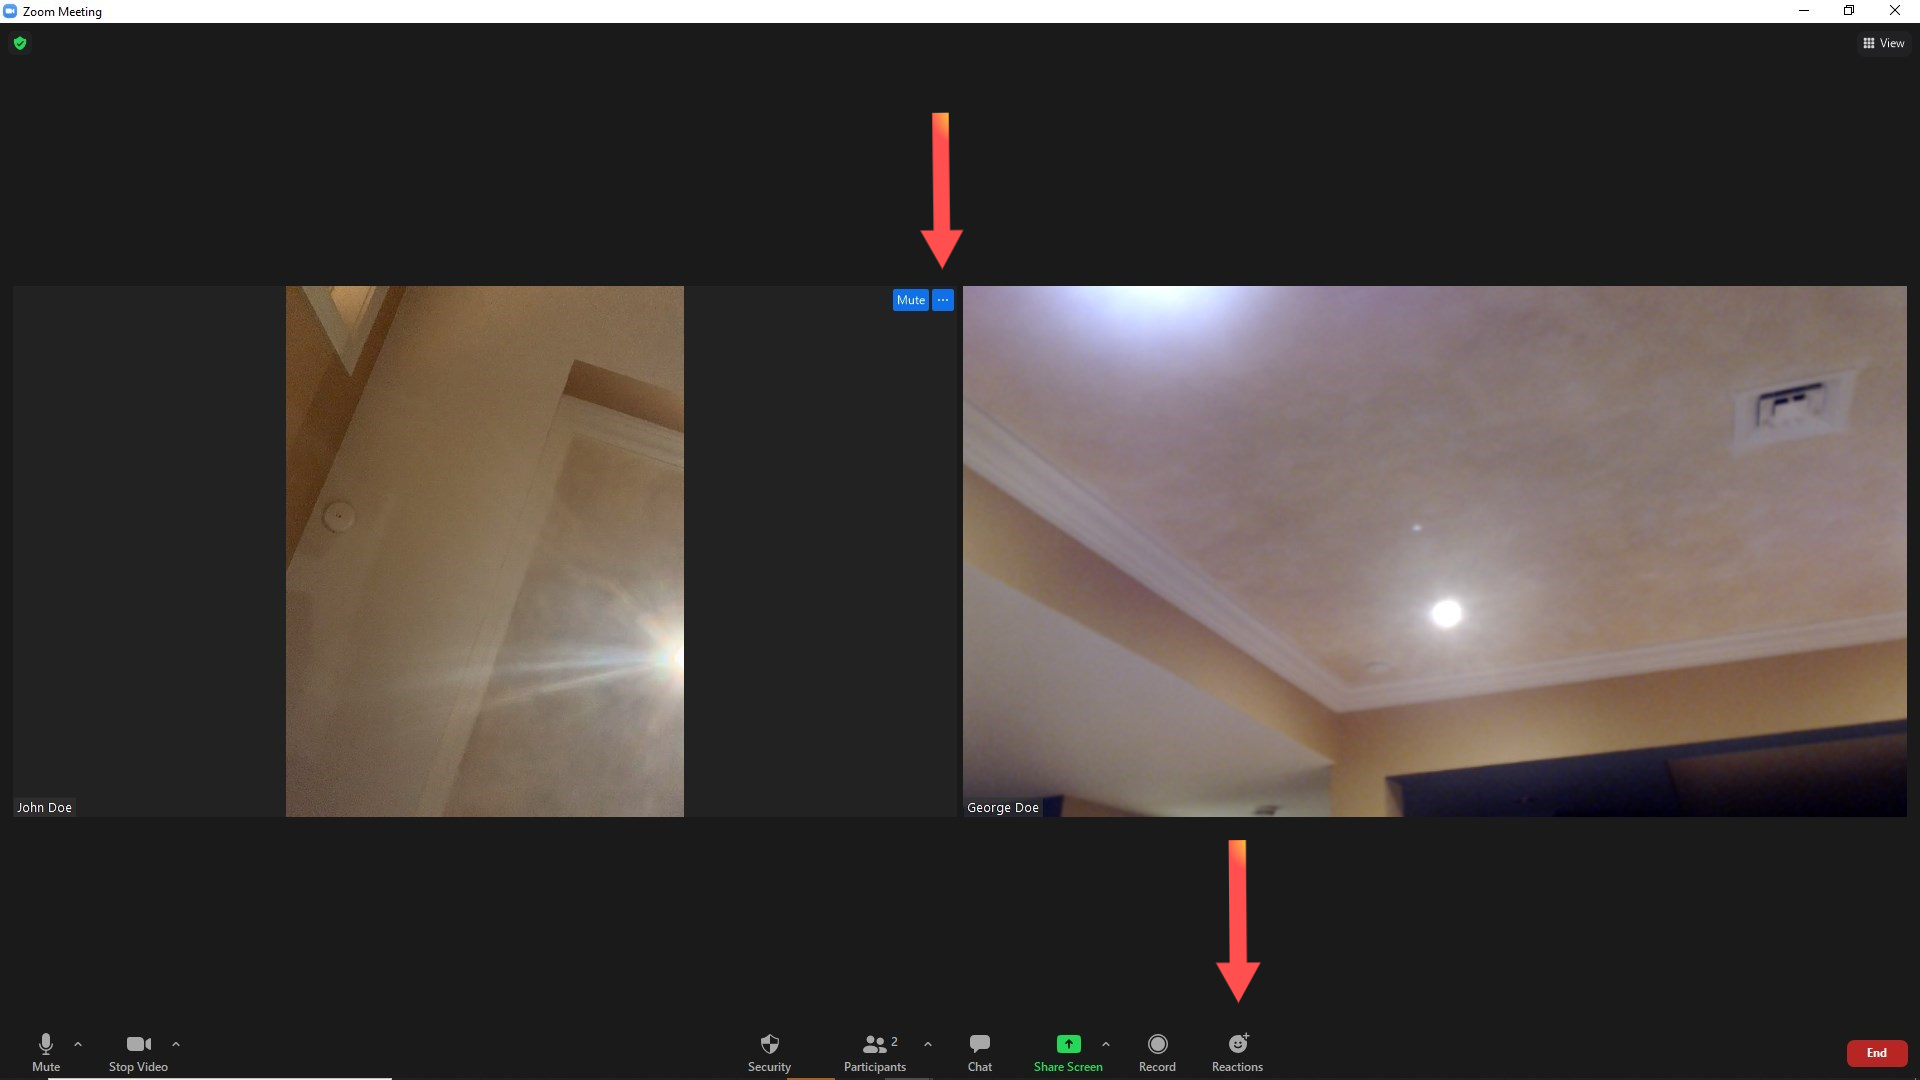 Zoom Meeting
View
Mute ...
John Doe
George Doe
2
Mute
Stop Video
Security
Participants
Chat
Share Screen
Record
Reactions
End